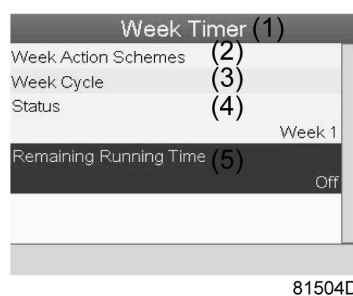 Week Timer (1)
Week Action Schemes (2)
Week Cycle (3)
Status (4)
Week 1
Remaining Running Time (5)
Off
81504D